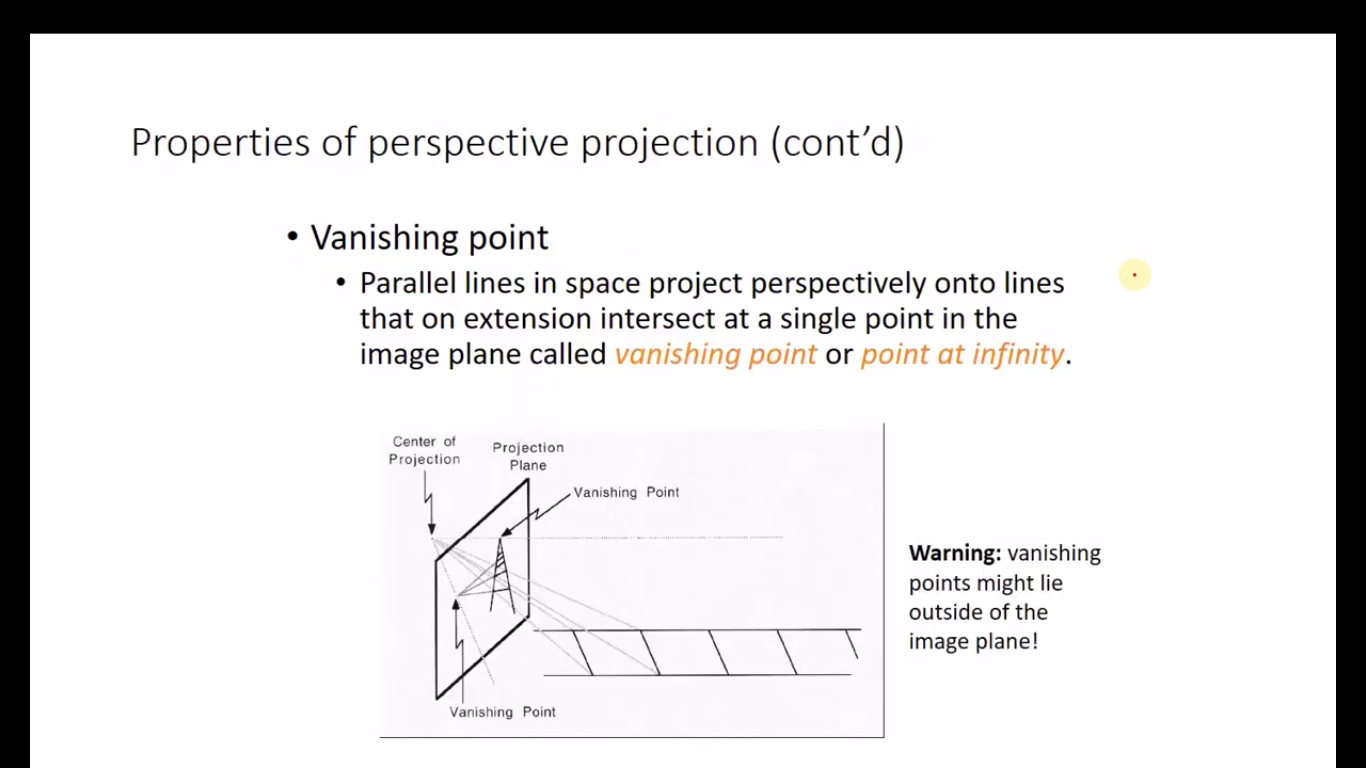 Properties of perspective projection (cont’d)
• Vanishing point
• Parallel lines in space project perspectively onto lines
that on extension intersect at a single point in the
image plane called vanishing point or point at infinity.
Center of
Projection
Projection
Plane
Vanishing Point
Vanishing Point
Warning: vanishing
points might lie
outside of the
image plane!